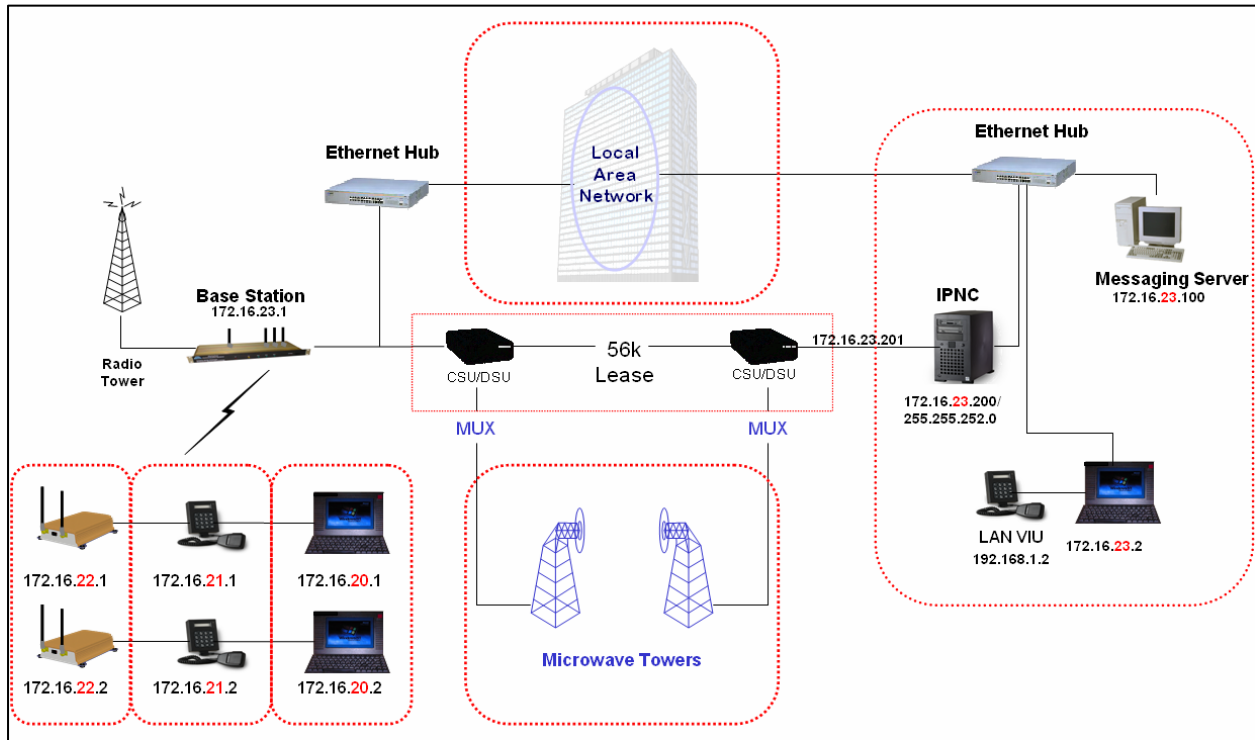 Ethernet Hub
Local
Area
Network
Ethernet Hub
Messaging Server
172.16.23.100
Base Station
172.16.23.1
IPNC
172.16.23.201
Radio
Tower
56k
Lease
CSU/DSU
CSU/DSU
172.16.23.200/
255.255.252.0
MUX
MUX
LAN VIU
192.168.1.2
172.16.23.2
172.16.22.1
172.16.21.1
172.16.20.1
172.16.22.2
172.16.21.2
172.16.20.2
Microwave Towers